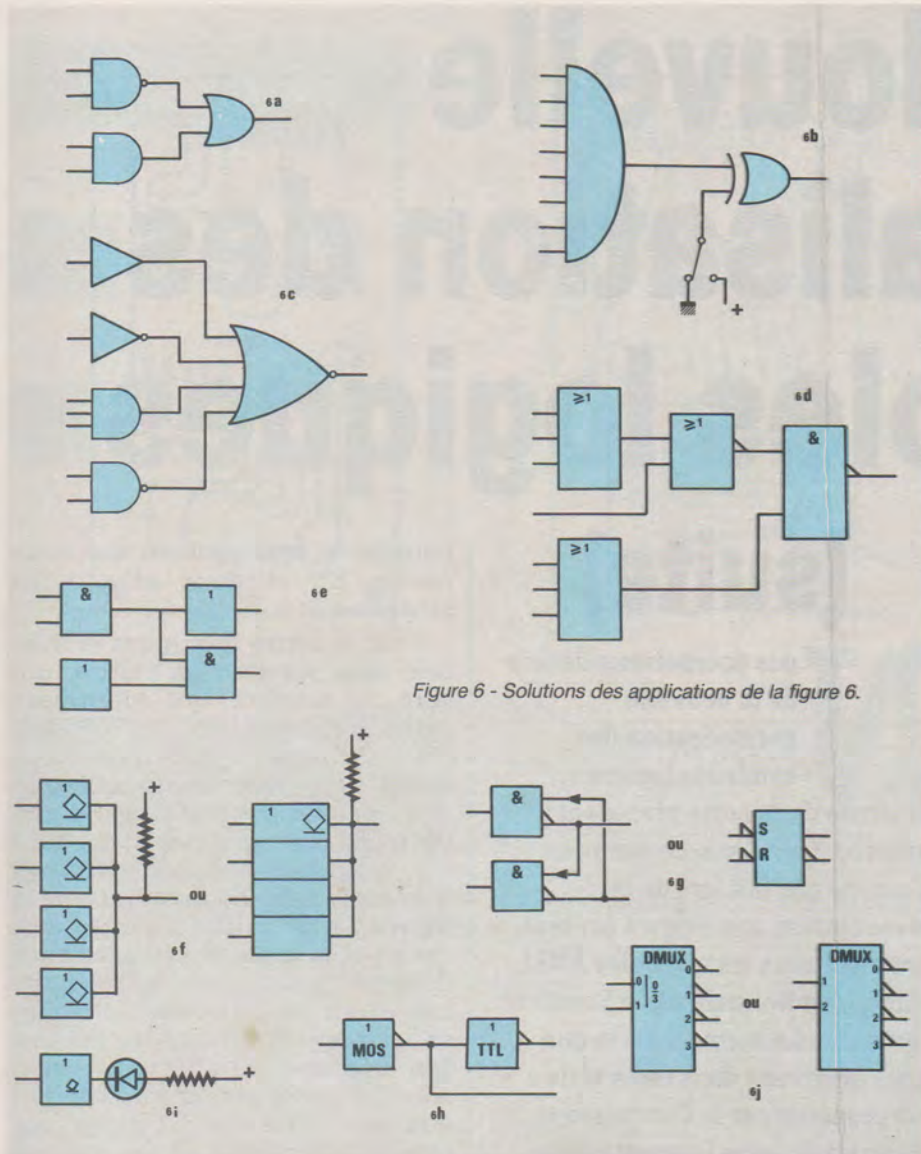 6a
6b
+
6c
≥1
≥1
&
≥1
6d
&
1
1
&
6e
Figure 6 - Solutions des applications de la figure 6.
1
1
1
1
+
ou
6f
1
+
&
&
ou
6g
S
R
1
+
6i
1
MOS
1
TTL
6h
DMUX
0
1
0
3
0
1
2
3
ou
DMUX
1
2
0
1
2
3
6j